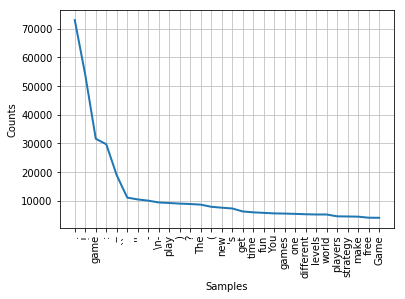 70000
60000
50000
40000
30000
20000
10000
Counts
.
!
game
:
–
``
''
-
\n-
play
)
?
The
(
new
's
get
time
fun
You
games
one
different
levels
world
players
strategy
make
free
Game
Samples